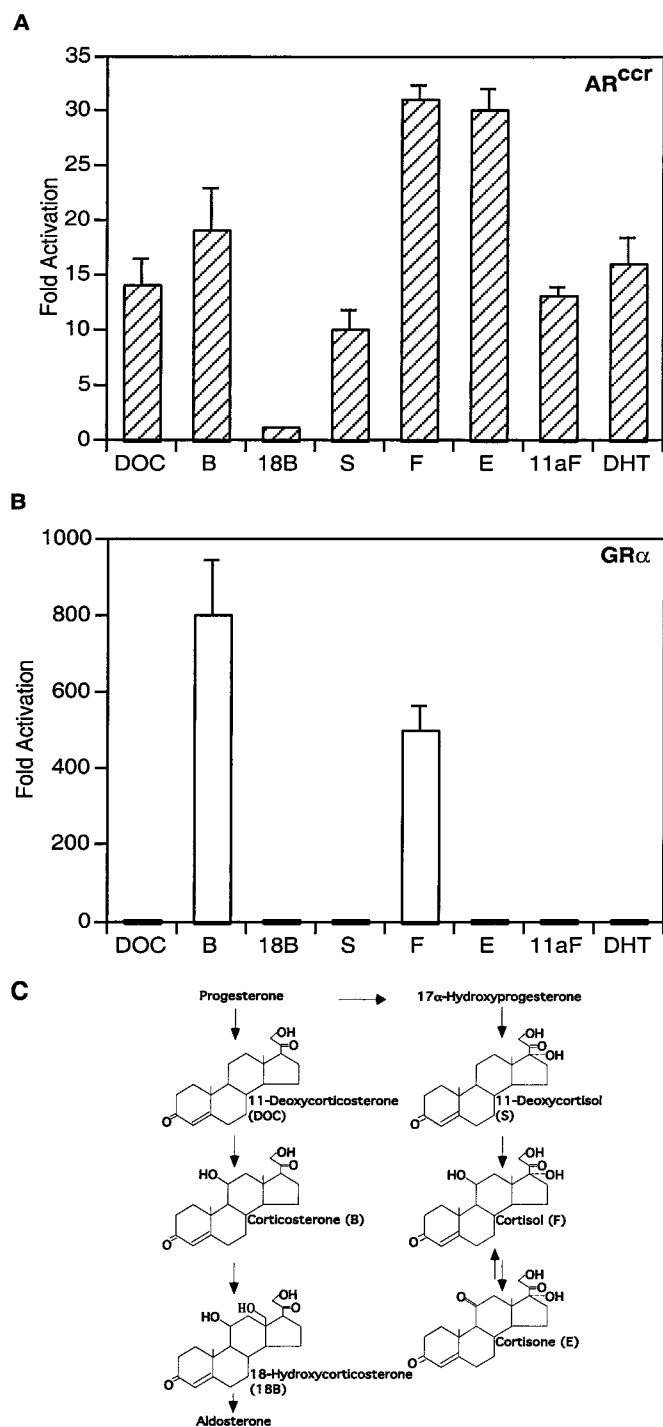 A
AR^ccr
Fold Activation
35
30
25
20
15
10
5
0
DOC B 18B S F E 11aF DHT
B
GRα
Fold Activation
1000
800
600
400
200
0
DOC B 18B S F E 11aF DHT
C
Progesterone
17α-Hydroxyprogesterone
OH
O
O
11-Deoxycorticosterone
(DOC)
OH
O
OH
O
11-Deoxycortisol
(S)
OH
O
HO
O
Corticosterone (B)
OH
O
OH
HO
O
Cortisol (F)
OH
O
HO
HO
O
18-Hydroxycorticosterone
(18B)
OH
O
OH
O
O
Cortisone (E)
Aldosterone